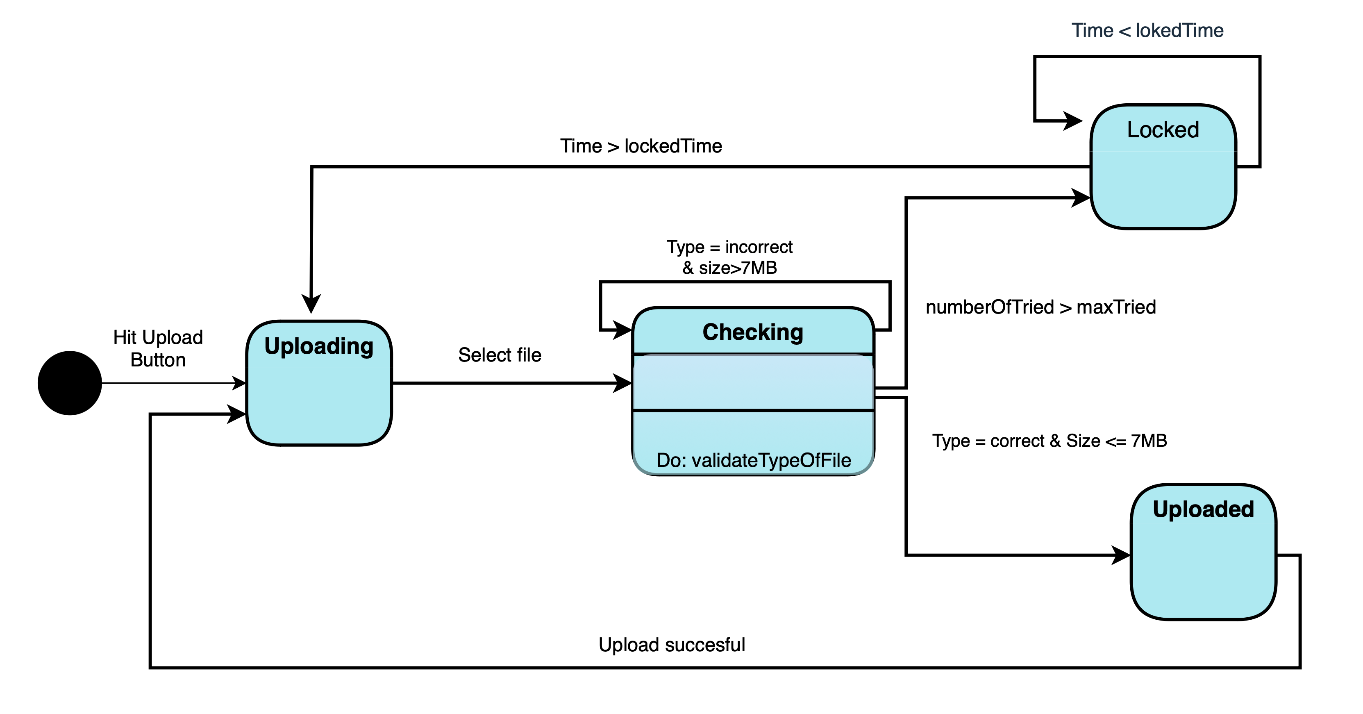 Time < lokedTime
Locked
Time > lockedTime
Type = incorrect
& size>7MB
numberOfTried > maxTried
Hit Upload
Button
Uploading
Select file
Checking
Do: validateTypeOfFile
Type = correct & Size <= 7MB
Uploaded
Upload succesful